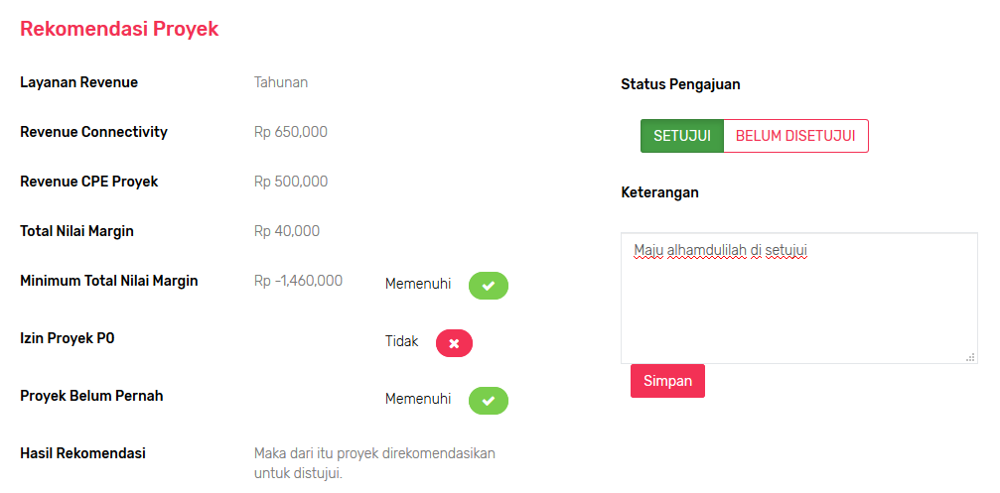 Rekomendasi Proyek
Layanan Revenue Tahunan
Revenue Connectivity Rp 650,000
Revenue CPE Proyek Rp 500,000
Total Nilai Margin Rp 40,000
Minimum Total Nilai Margin Rp -1,460,000 Memenuhi
Izin Proyek P0 Tidak
Proyek Belum Pernah Memenuhi
Hasil Rekomendasi Maka dari itu proyek direkomendasikan
untuk distujui.
Status Pengajuan
SETUJUI BELUM DISETUJUI
Keterangan
Maju alhamdulilah di setujui
Simpan